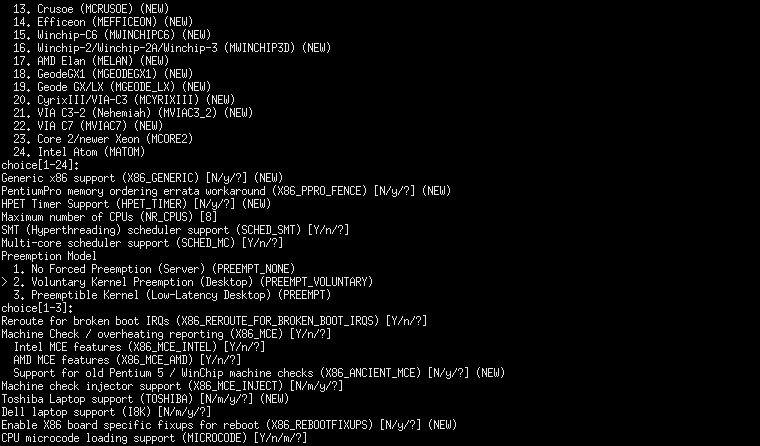 13. Crusoe (MCRUSOE) (NEW)
14. Efficeon (MEFFICEON) (NEW)
15. Winchip-C6 (MWINCHIPC6) (NEW)
16. Winchip-2/Winchip-2A/Winchip-3 (MWINCHIP3D) (NEW)
17. AMD Elan (MELAN) (NEW)
18. GeodeGX1 (MGEODEGX1) (NEW)
19. Geode GX/LX (MGEODE_LX) (NEW)
20. CyrixIII/VIA-C3 (MCYRIXIII) (NEW)
21. VIA C3-2 (Nehemiah) (MVIAC3_2) (NEW)
22. VIA C7 (MVIAC7) (NEW)
23. Core 2/newer Xeon (MCORE2)
24. Intel Atom (MATOM)
choice[1-24]:
Generic x86 support (X86_GENERIC) [N/y/?] (NEW)
PentiumPro memory ordering errata workaround (X86_PPRO_FENCE) [N/y/?] (NEW)
HPET Timer Support (HPET_TIMER) [N/y/?] (NEW)
Maximum number of CPUs (NR_CPUS) [8]
SMT (Hyperthreading) scheduler support (SCHED_SMT) [Y/n/?]
Multi-core scheduler support (SCHED_MC) [Y/n/?]
Preemption Model
1. No Forced Preemption (Server) (PREEMPT_NONE)
> 2. Voluntary Kernel Preemption (Desktop) (PREEMPT_VOLUNTARY)
3. Preemptible Kernel (Low-Latency Desktop) (PREEMPT)
choice[1-3]:
Reroute for broken boot IRQs (X86_REROUTE_FOR_BROKEN_BOOT_IRQS) [Y/n/?]
Machine Check / overheating reporting (X86_MCE) [Y/n/?]
Intel MCE features (X86_MCE_INTEL) [Y/n/?]
AMD MCE features (X86_MCE_AMD) [Y/n/?]
Support for old Pentium 5 / WinChip machine checks (X86_ANCIENT_MCE) [N/y/?] (NEW)
Machine check injector support (X86_MCE_INJECT) [N/m/y/?]
Toshiba Laptop support (TOSHIBA) [N/m/y/?] (NEW)
Dell laptop support (I8K) [N/m/y/?]
Enable X86 board specific fixups for reboot (X86_REBOOTFIXUPS) [N/y/?] (NEW)
CPU microcode loading support (MICROCODE) [Y/n/m/?]